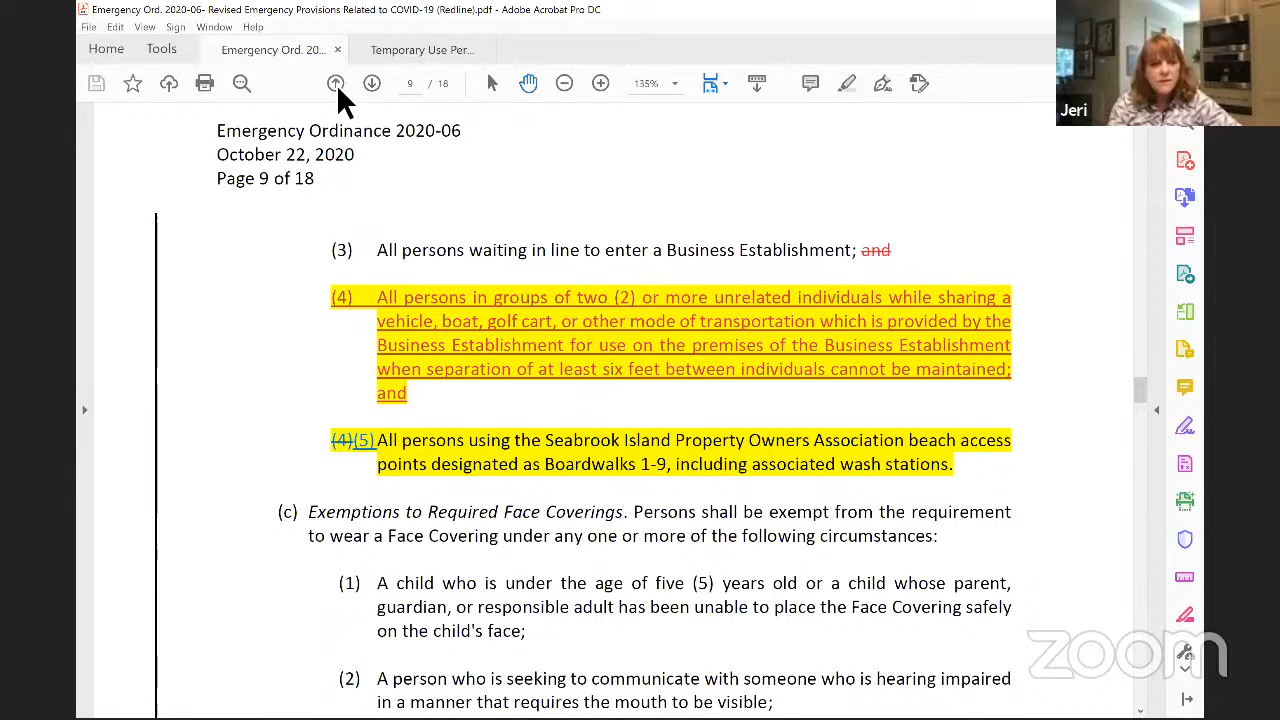 Emergency Ord. 2020-06- Revised Emergency Provisions Related to COVID-19 (Redline).pdf - Adobe Acrobat Pro DC
File Edit View Sign Window Help
Home Tools Emergency Ord. 20... × Temporary Use Per...
9 / 18 135%
Jeri
Emergency Ordinance 2020-06
October 22, 2020
Page 9 of 18
(3) All persons waiting in line to enter a Business Establishment; and
(4) All persons in groups of two (2) or more unrelated individuals while sharing a
vehicle, boat, golf cart, or other mode of transportation which is provided by the
Business Establishment for use on the premises of the Business Establishment
when separation of at least six feet between individuals cannot be maintained;
and
(4)(5) All persons using the Seabrook Island Property Owners Association beach access
points designated as Boardwalks 1-9, including associated wash stations.
(c) Exemptions to Required Face Coverings. Persons shall be exempt from the requirement
to wear a Face Covering under any one or more of the following circumstances:
(1) A child who is under the age of five (5) years old or a child whose parent,
guardian, or responsible adult has been unable to place the Face Covering safely
on the child's face;
(2) A person who is seeking to communicate with someone who is hearing impaired
in a manner that requires the mouth to be visible;
zoom